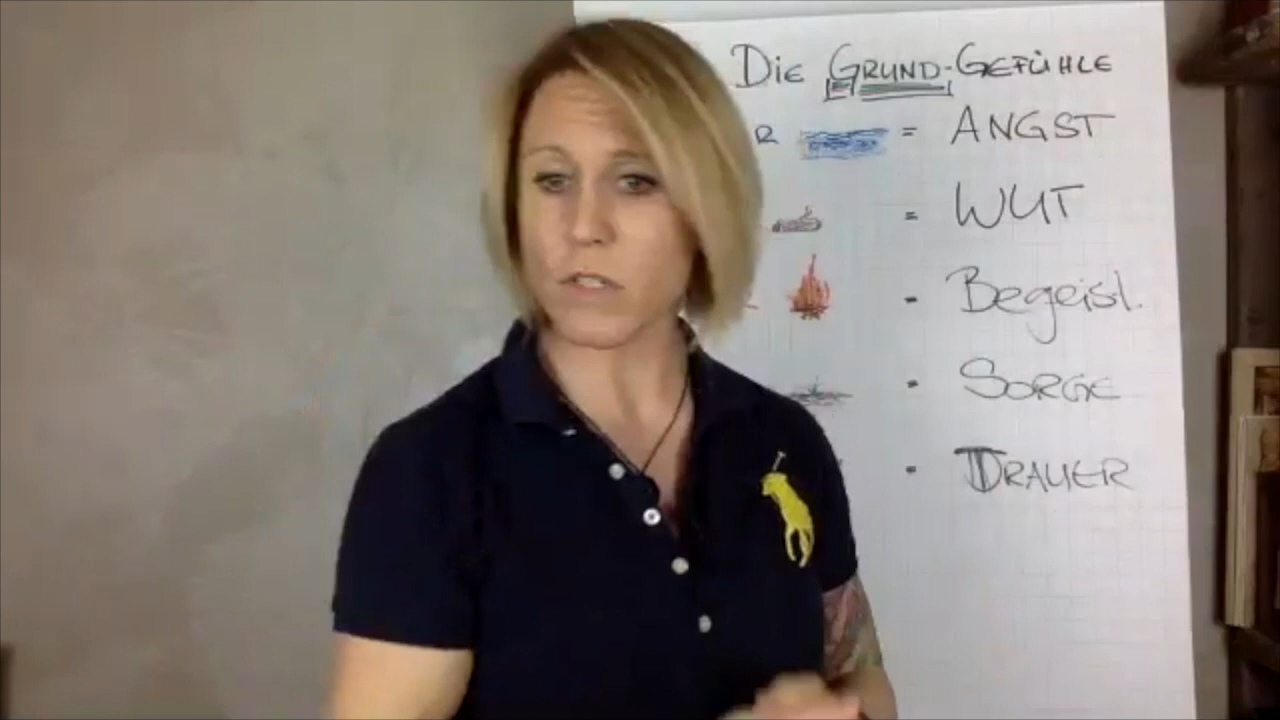 Die Grund-Gefühle
R = ANGST
= WUT
- Begeist.
- SORGE
- TRAUER